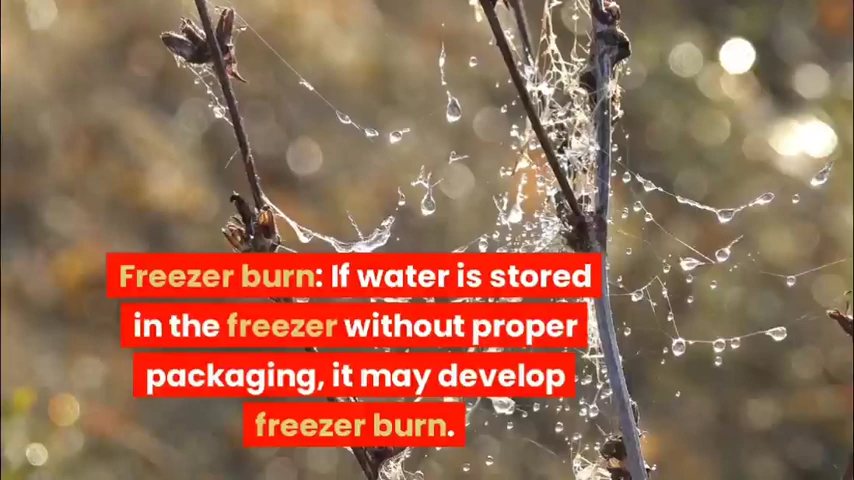 Freezer burn: If water is stored
in the freezer without proper
packaging, it may develop
freezer burn.